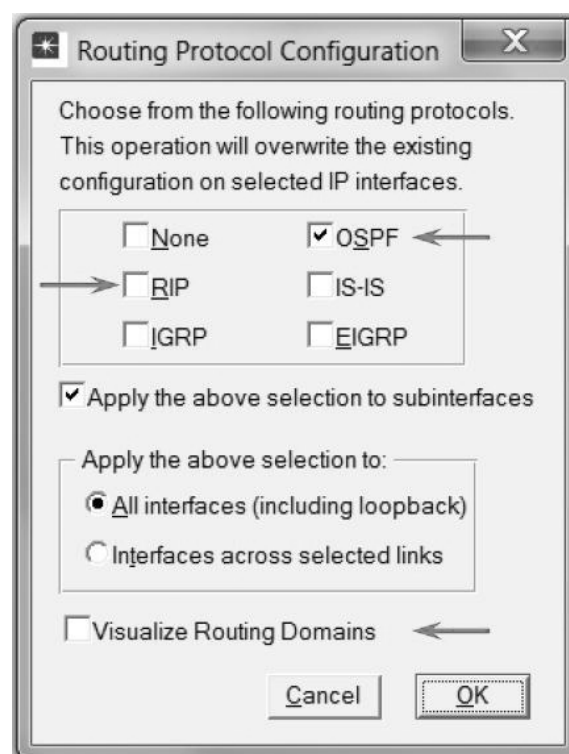 Routing Protocol Configuration
Choose from the following routing protocols.
This operation will overwrite the existing
configuration on selected IP interfaces.
None
OSPF
RIP
IS-IS
IGRP
EIGRP
Apply the above selection to subinterfaces
Apply the above selection to:
All interfaces (including loopback)
Interfaces across selected links
Visualize Routing Domains
Cancel
OK